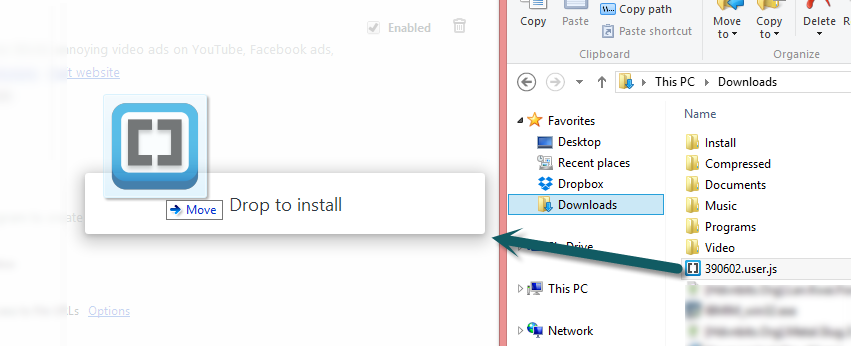 Enabled
nnoying video ads on YouTube, Facebook ads,
t website
Move
Drop to install
Options
Copy
Paste
Copy path
Paste shortcut
Clipboard
Move to
Copy to
Delete
Organize
This PC › Downloads
Favorites
Desktop
Recent places
Dropbox
Downloads
This PC
Network
Name
Install
Compressed
Documents
Music
Programs
Video
390602.user.js